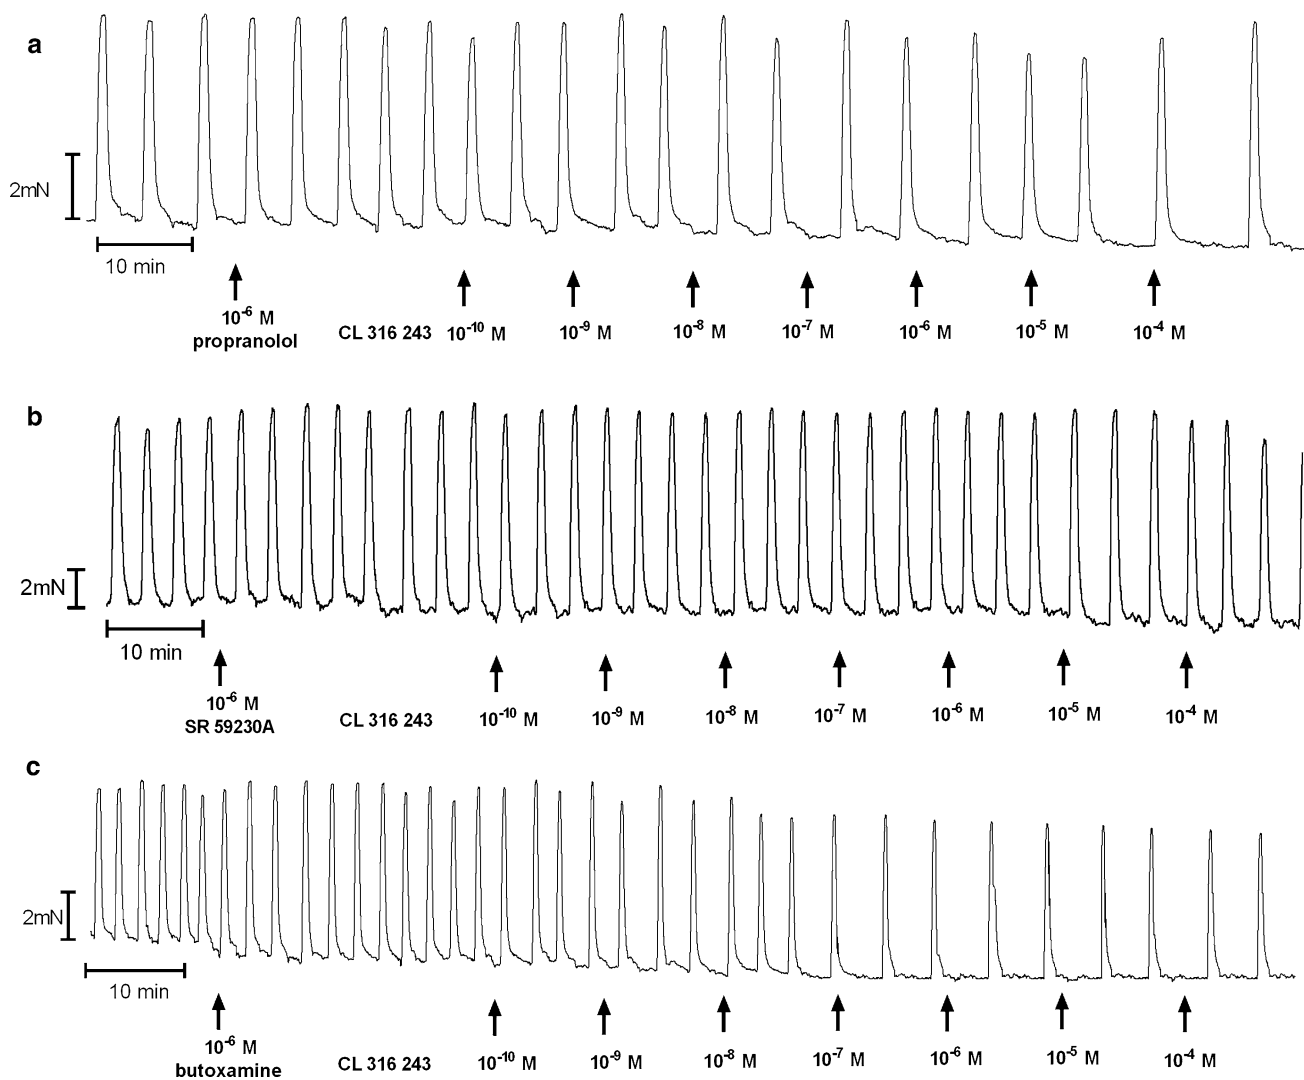 a
2mN
10 min
10⁻⁶ M
propranolol
CL 316 243
10⁻¹⁰ M
10⁻⁹ M
10⁻⁸ M
10⁻⁷ M
10⁻⁶ M
10⁻⁵ M
10⁻⁴ M
b
2mN
10 min
10⁻⁶ M
SR 59230A
CL 316 243
10⁻¹⁰ M
10⁻⁹ M
10⁻⁸ M
10⁻⁷ M
10⁻⁶ M
10⁻⁵ M
10⁻⁴ M
c
2mN
10 min
10⁻⁶ M
butoxamine
CL 316 243
10⁻¹⁰ M
10⁻⁹ M
10⁻⁸ M
10⁻⁷ M
10⁻⁶ M
10⁻⁵ M
10⁻⁴ M